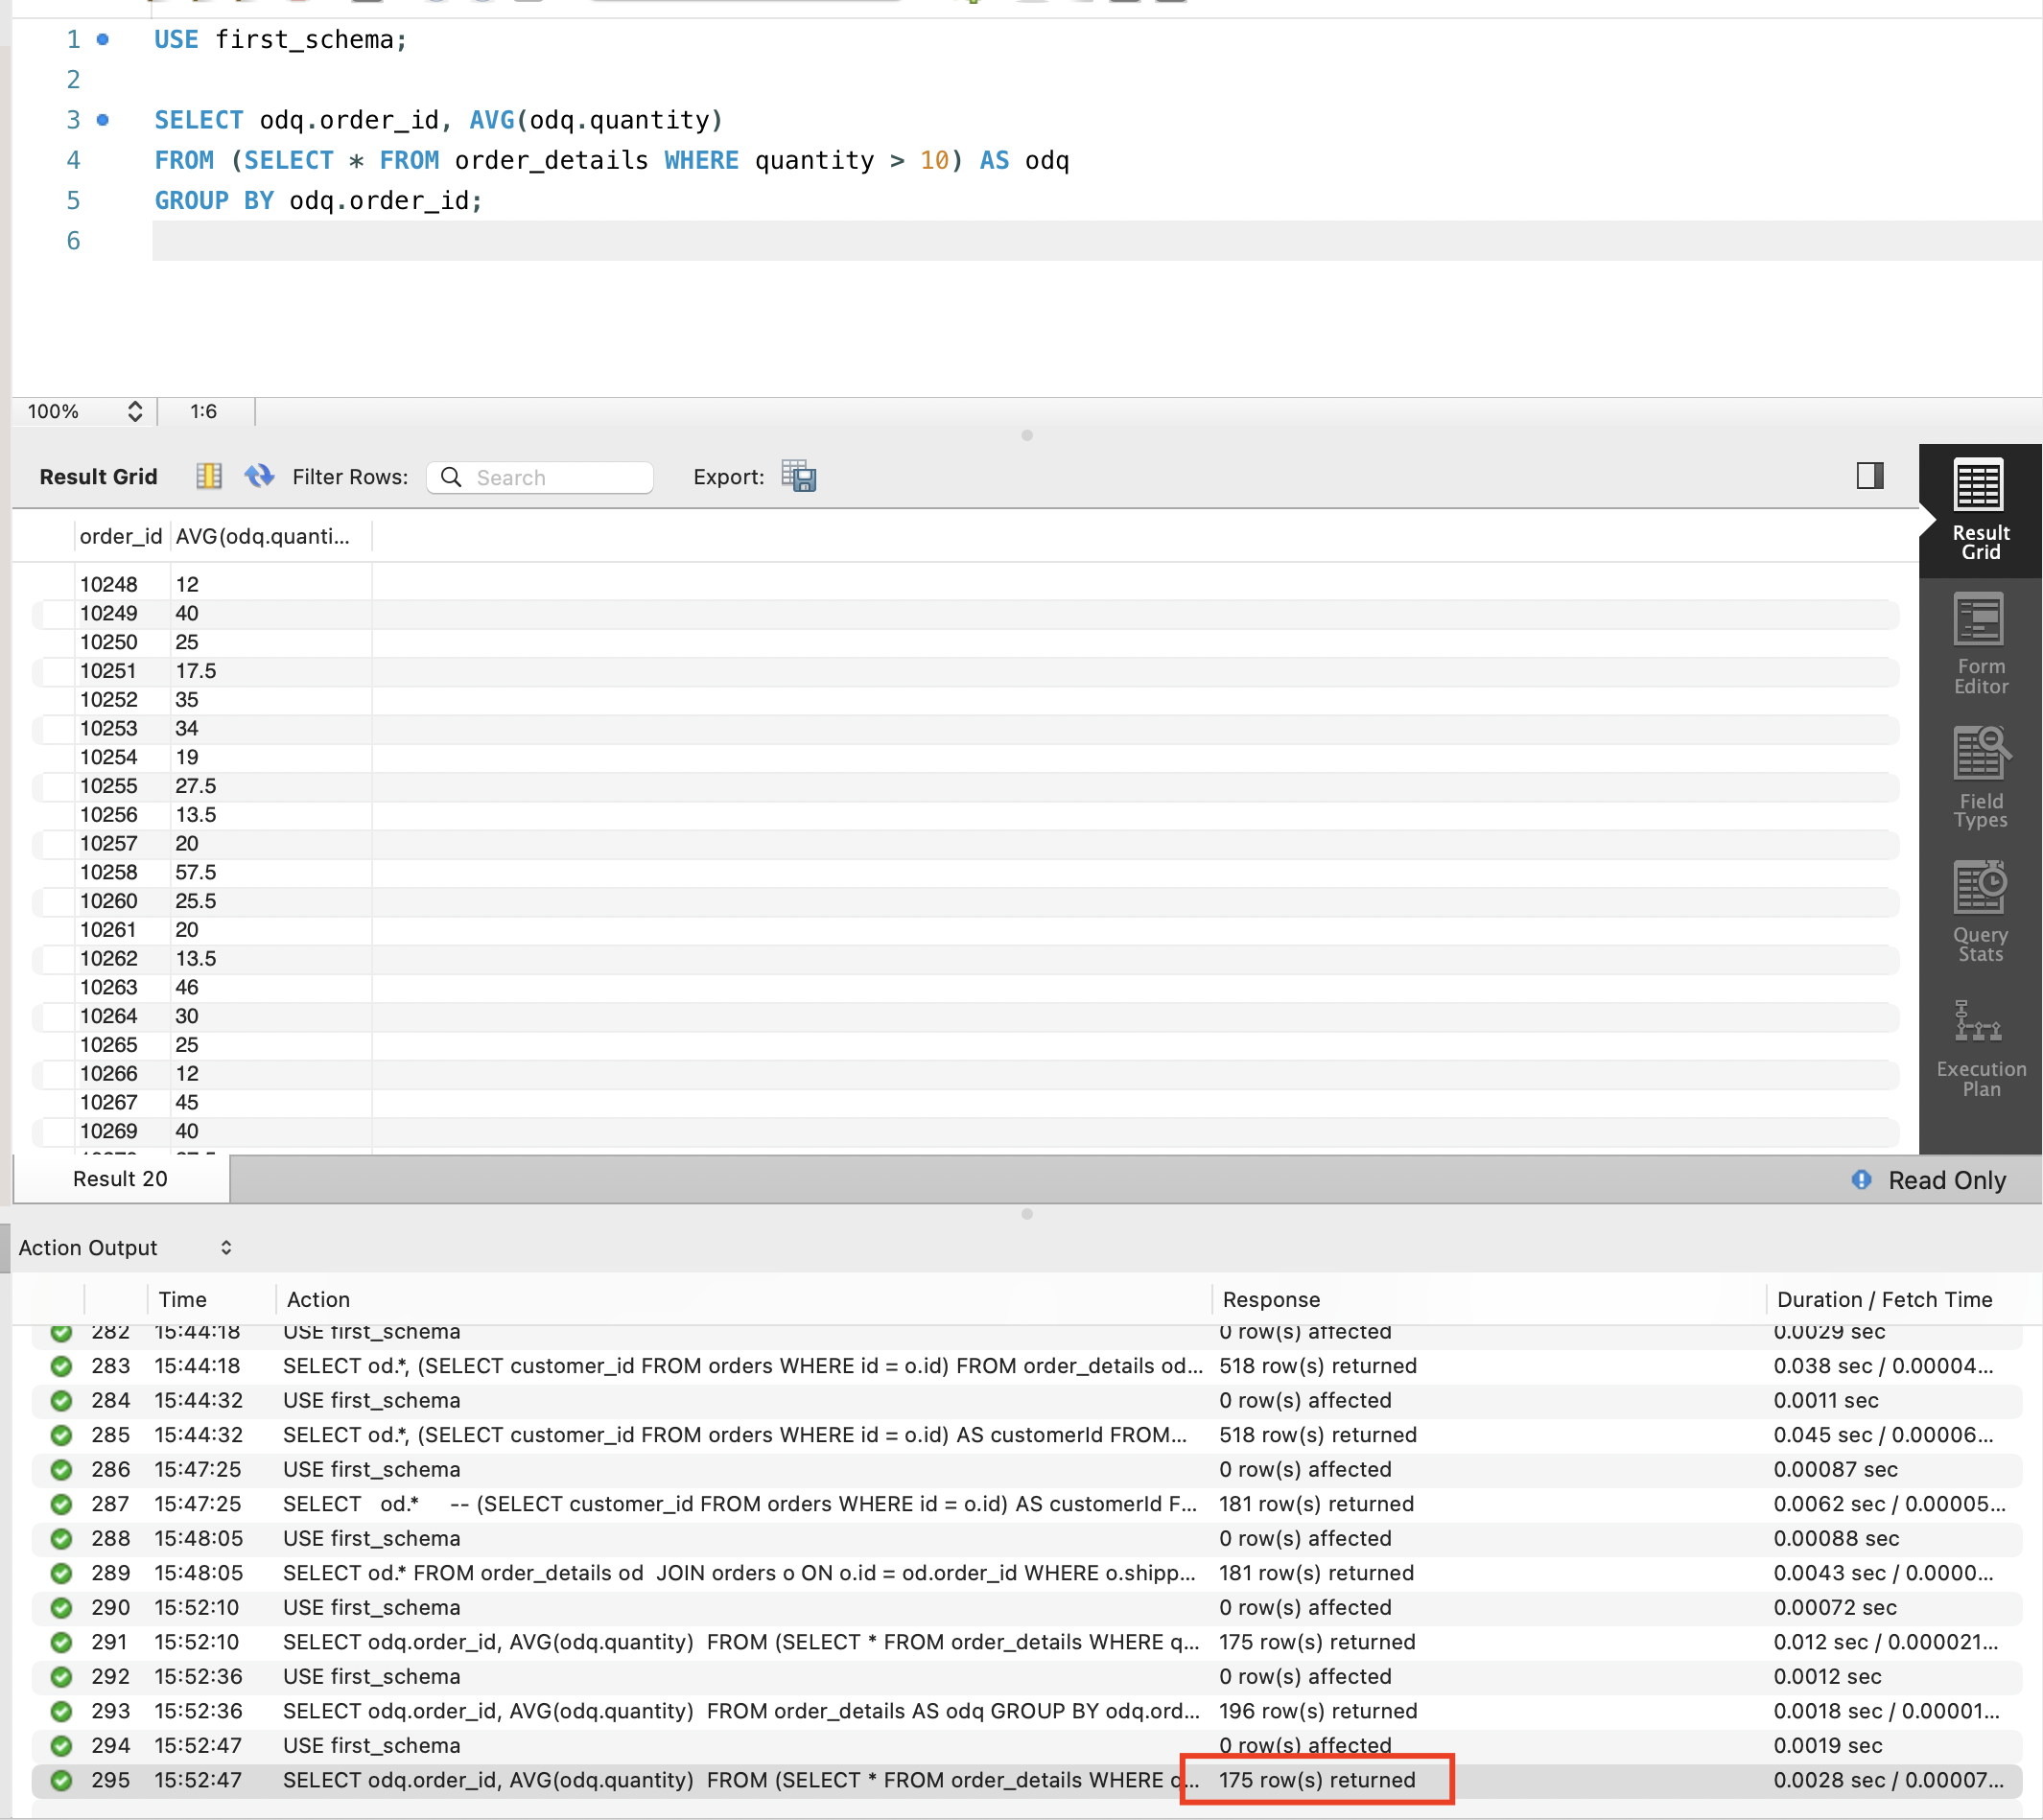 1 USE first_schema;
2
3 SELECT odq.order_id, AVG(odq.quantity)
4 FROM (SELECT * FROM order_details WHERE quantity > 10) AS odq
5 GROUP BY odq.order_id;
6
100% 1:6
Result Grid Filter Rows: Search Export:
order_id AVG(odq.quanti...
10248 12
10249 40
10250 25
10251 17.5
10252 35
10253 34
10254 19
10255 27.5
10256 13.5
10257 20
10258 57.5
10260 25.5
10261 20
10262 13.5
10263 46
10264 30
10265 25
10266 12
10267 45
10269 40
Result
Grid
Form
Editor
Field
Types
Query
Stats
Execution
Plan
Result 20 Read Only
Action Output
Time Action Response Duration / Fetch Time
282 15:44:18 USE first_schema 0 row(s) affected 0.0029 sec
283 15:44:18 SELECT od.*, (SELECT customer_id FROM orders WHERE id = o.id) FROM order_details od... 518 row(s) returned 0.038 sec / 0.00004...
284 15:44:32 USE first_schema 0 row(s) affected 0.0011 sec
285 15:44:32 SELECT od.*, (SELECT customer_id FROM orders WHERE id = o.id) AS customerId FROM... 518 row(s) returned 0.045 sec / 0.00006...
286 15:47:25 USE first_schema 0 row(s) affected 0.00087 sec
287 15:47:25 SELECT od.* -- (SELECT customer_id FROM orders WHERE id = o.id) AS customerId F... 181 row(s) returned 0.0062 sec / 0.00005...
288 15:48:05 USE first_schema 0 row(s) affected 0.00088 sec
289 15:48:05 SELECT od.* FROM order_details od JOIN orders o ON o.id = od.order_id WHERE o.shipp... 181 row(s) returned 0.0043 sec / 0.0000...
290 15:52:10 USE first_schema 0 row(s) affected 0.00072 sec
291 15:52:10 SELECT odq.order_id, AVG(odq.quantity) FROM (SELECT * FROM order_details WHERE q... 175 row(s) returned 0.012 sec / 0.000021...
292 15:52:36 USE first_schema 0 row(s) affected 0.0012 sec
293 15:52:36 SELECT odq.order_id, AVG(odq.quantity) FROM order_details AS odq GROUP BY odq.ord... 196 row(s) returned 0.0018 sec / 0.00001...
294 15:52:47 USE first_schema 0 row(s) affected 0.0019 sec
295 15:52:47 SELECT odq.order_id, AVG(odq.quantity) FROM (SELECT * FROM order_details WHERE q... 175 row(s) returned 0.0028 sec / 0.00007...